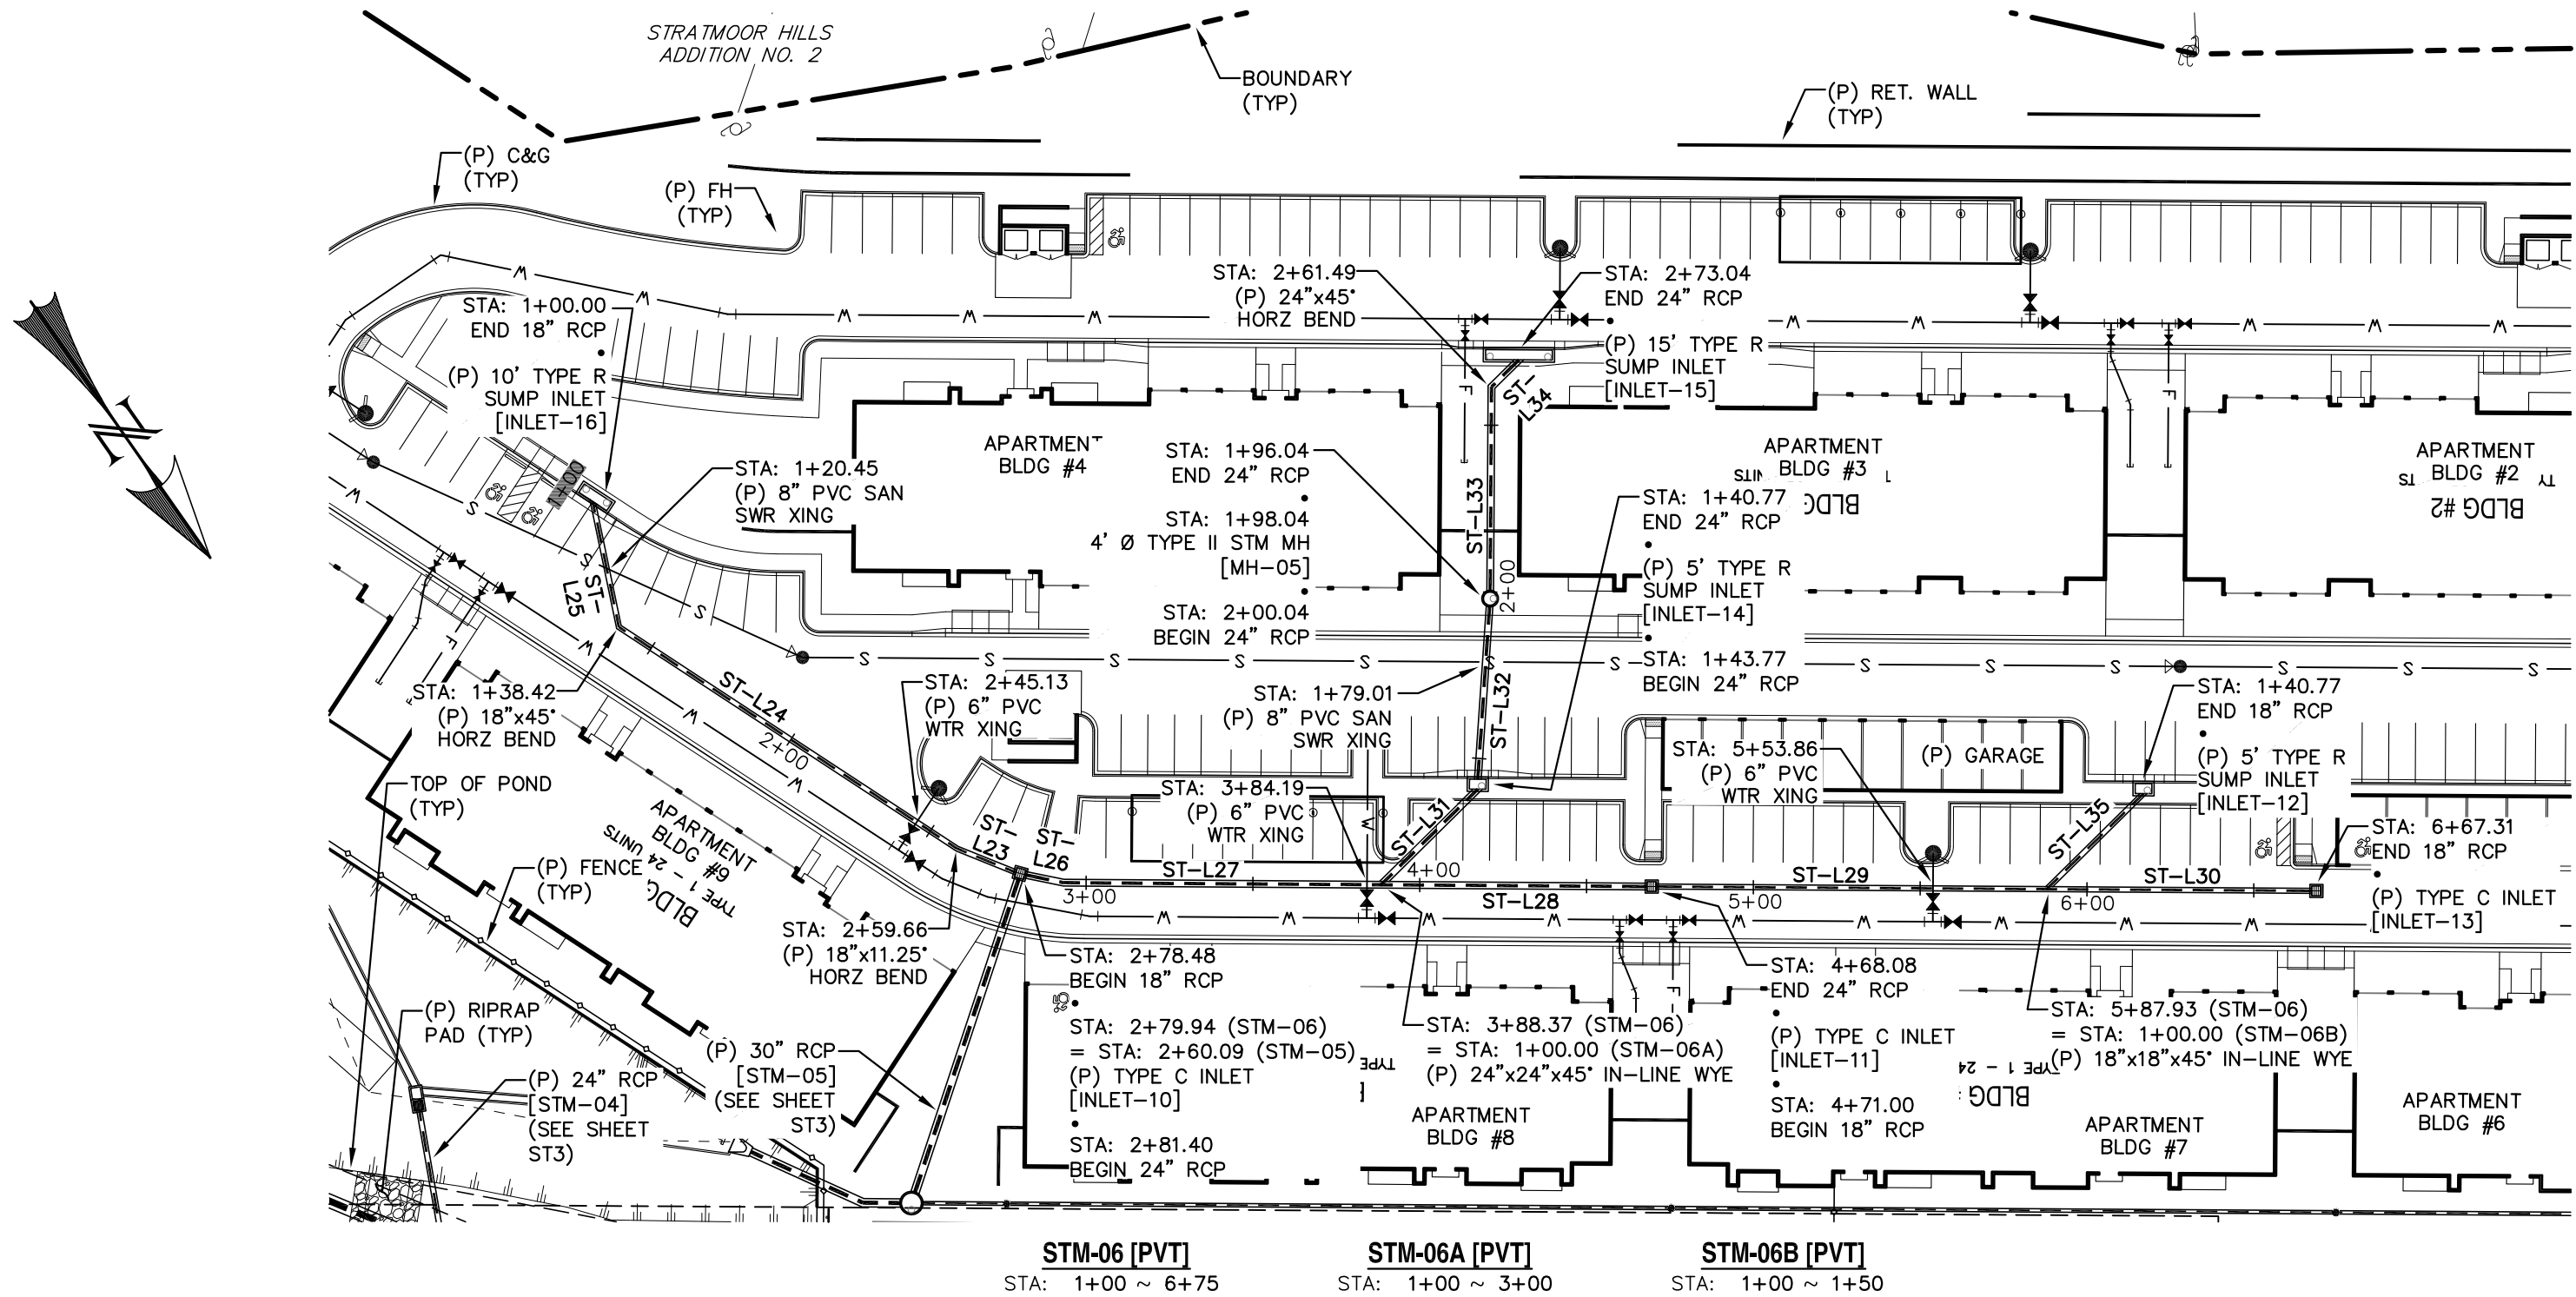 STRATMOOR HILLS
ADDITION NO. 2
BOUNDARY
(TYP)
(P) RET. WALL
(TYP)
(P) C&G
(TYP)
(P) FH
(TYP)
STA: 1+00.00
END 18" RCP
•
(P) 10' TYPE R
SUMP INLET
[INLET-16]
STA: 2+61.49
(P) 24"x45°
HORZ BEND
STA: 2+73.04
END 24" RCP
•
(P) 15' TYPE R
SUMP INLET
[INLET-15]
ST-
L34
N
1+00
STA: 1+20.45
(P) 8" PVC SAN
SWR XING
APARTMENT
BLDG #4
STA: 1+96.04
END 24" RCP
•
STA: 1+98.04
4' Ø TYPE II STM MH
[MH-05]
•
STA: 2+00.04
BEGIN 24" RCP
ST-L33
2+00
APARTMENT
BLDG #3
STA: 1+40.77
END 24" RCP
•
(P) 5' TYPE R
SUMP INLET
[INLET-14]
•
STA: 1+43.77
BEGIN 24" RCP
APARTMENT
BLDG #2
BLDG #2
ST-
L25
STA: 1+38.42
(P) 18"x45°
HORZ BEND
ST-L24
2+00
STA: 2+45.13
(P) 6" PVC
WTR XING
STA: 1+79.01
(P) 8" PVC SAN
SWR XING
ST-L32
STA: 5+53.86
(P) 6" PVC
WTR XING
(P) GARAGE
STA: 1+40.77
END 18" RCP
•
(P) 5' TYPE R
SUMP INLET
[INLET-12]
TOP OF POND
(TYP)
STA: 3+84.19
(P) 6" PVC
WTR XING
ST-L31
ST-L35
STA: 6+67.31
END 18" RCP
•
(P) TYPE C INLET
[INLET-13]
APARTMENT
BLDG #9
TYPE 1 - 24 UNITS
BLDG
(P) FENCE
(TYP)
ST-
L23
ST-
L26
ST-L27
ST-L28
ST-L29
ST-L30
3+00
4+00
5+00
6+00
STA: 2+59.66
(P) 18"x11.25°
HORZ BEND
STA: 2+78.48
BEGIN 18" RCP
•
STA: 2+79.94 (STM-06)
= STA: 2+60.09 (STM-05)
(P) TYPE C INLET
[INLET-10]
•
STA: 2+81.40
BEGIN 24" RCP
STA: 3+88.37 (STM-06)
= STA: 1+00.00 (STM-06A)
(P) 24"x24"x45° IN-LINE WYE
STA: 4+68.08
END 24" RCP
•
(P) TYPE C INLET
[INLET-11]
•
STA: 4+71.00
BEGIN 18" RCP
STA: 5+87.93 (STM-06)
= STA: 1+00.00 (STM-06B)
(P) 18"x18"x45° IN-LINE WYE
TYPE 1 - 24
BLDG
(P) RIPRAP
PAD (TYP)
(P) 24" RCP
[STM-04]
(SEE SHEET
ST3)
(P) 30" RCP
[STM-05]
(SEE SHEET
ST3)
APARTMENT
BLDG #8
APARTMENT
BLDG #7
APARTMENT
BLDG #6
STM-06 [PVT]
STA: 1+00 ~ 6+75
STM-06A [PVT]
STA: 1+00 ~ 3+00
STM-06B [PVT]
STA: 1+00 ~ 1+50